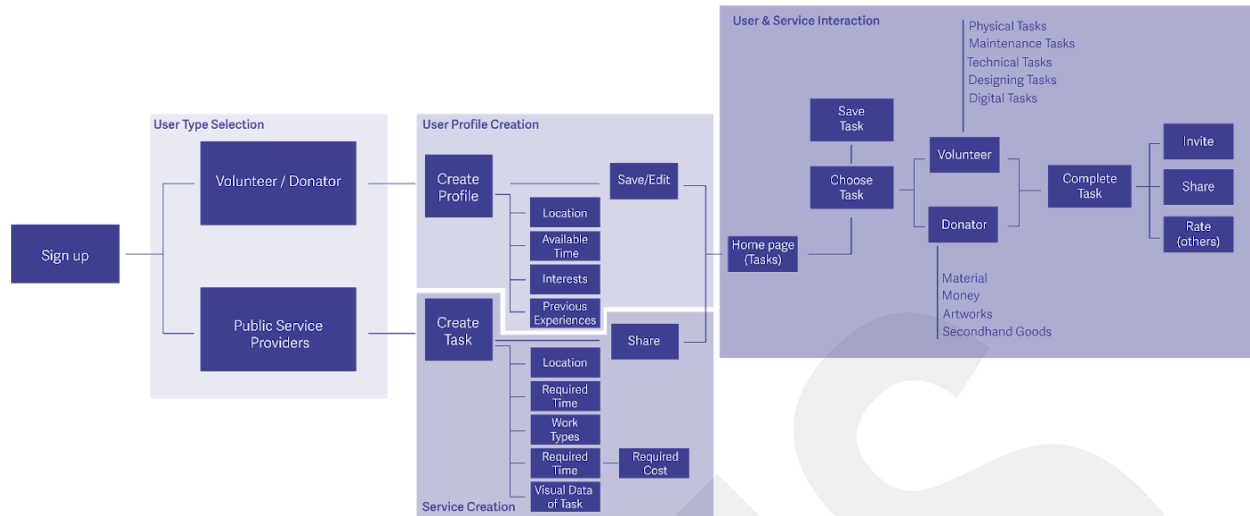 User & Service Interaction
Physical Tasks
Maintenance Tasks
Technical Tasks
Designing Tasks
Digital Tasks
User Type Selection
User Profile Creation
Sign up
Volunteer / Donator
Public Service
Providers
Create
Profile
Save/Edit
Location
Available
Time
Interests
Previous
Experiences
Create
Task
Share
Location
Required
Time
Work
Types
Required
Time
Required
Cost
Visual Data
of Task
Service Creation
Home page
(Tasks)
Save
Task
Choose
Task
Volunteer
Donator
Material
Money
Artworks
Secondhand Goods
Complete
Task
Invite
Share
Rate
(others)